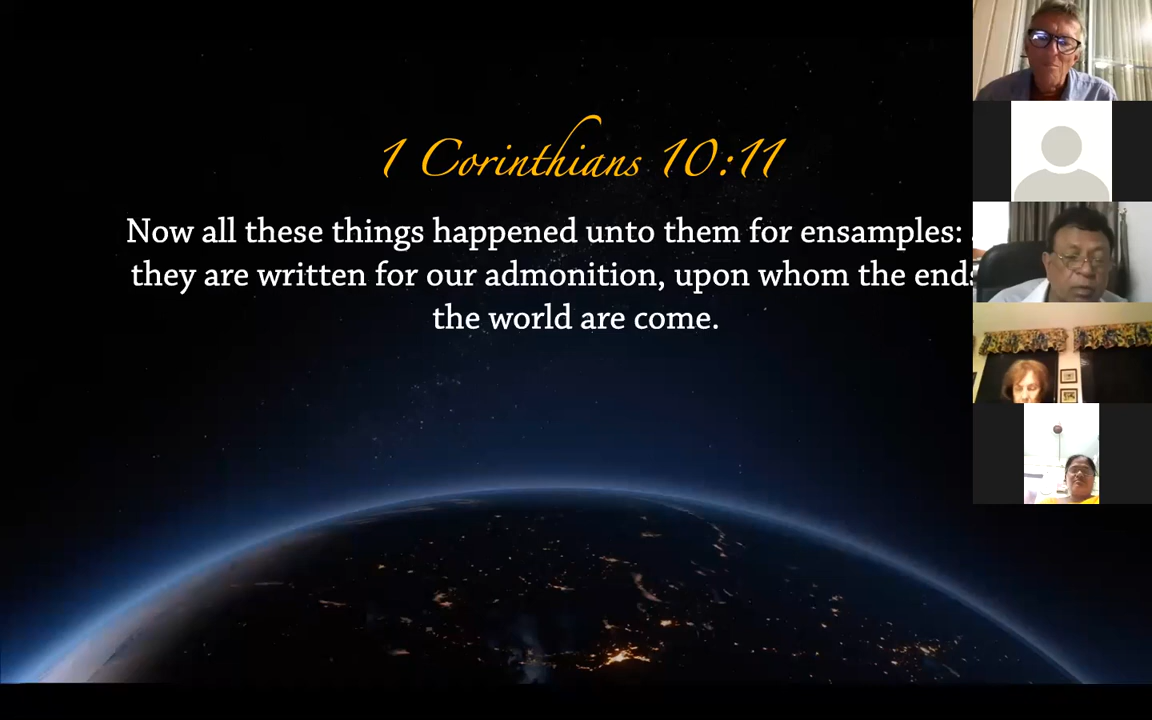 1 Corinthians 10:11
Now all these things happened unto them for ensamples:
they are written for our admonition, upon whom the ends
the world are come.